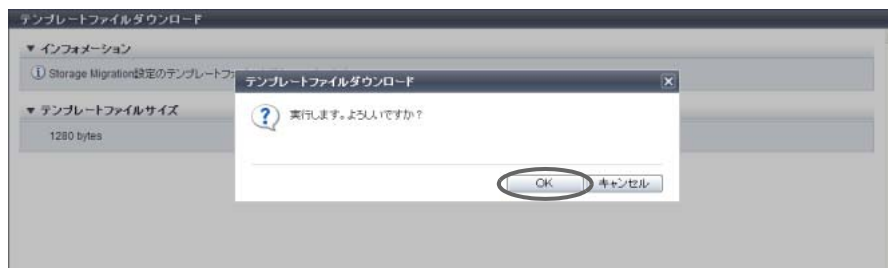 テンプレートファイルダウンロード
▼ インフォメーション
Storage Migration設定のテンプレートフ
テンプレートファイルダウンロード
実行します。よろしいですか？
▼ テンプレートファイルサイズ
1280 bytes
OK
キャンセル